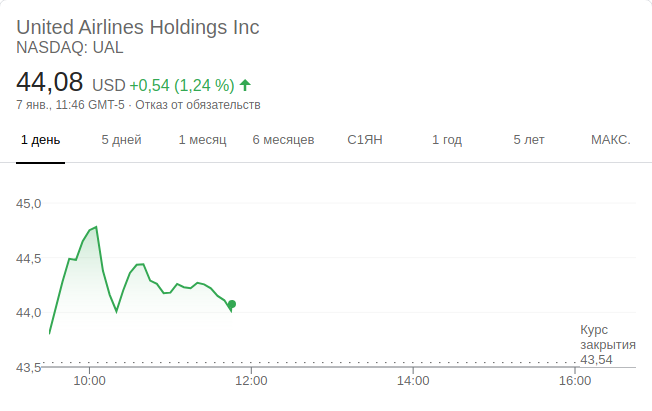 United Airlines Holdings Inc
NASDAQ: UAL
44,08 USD +0,54 (1,24 %)
7 янв., 11:46 GMT-5 · Отказ от обязательств
1 день 5 дней 1 месяц 6 месяцев С1ЯН 1 год 5 лет МАКС.
45,0
44,5
44,0
Курс
закрытия
43,54
43,5
10:00 12:00 14:00 16:00